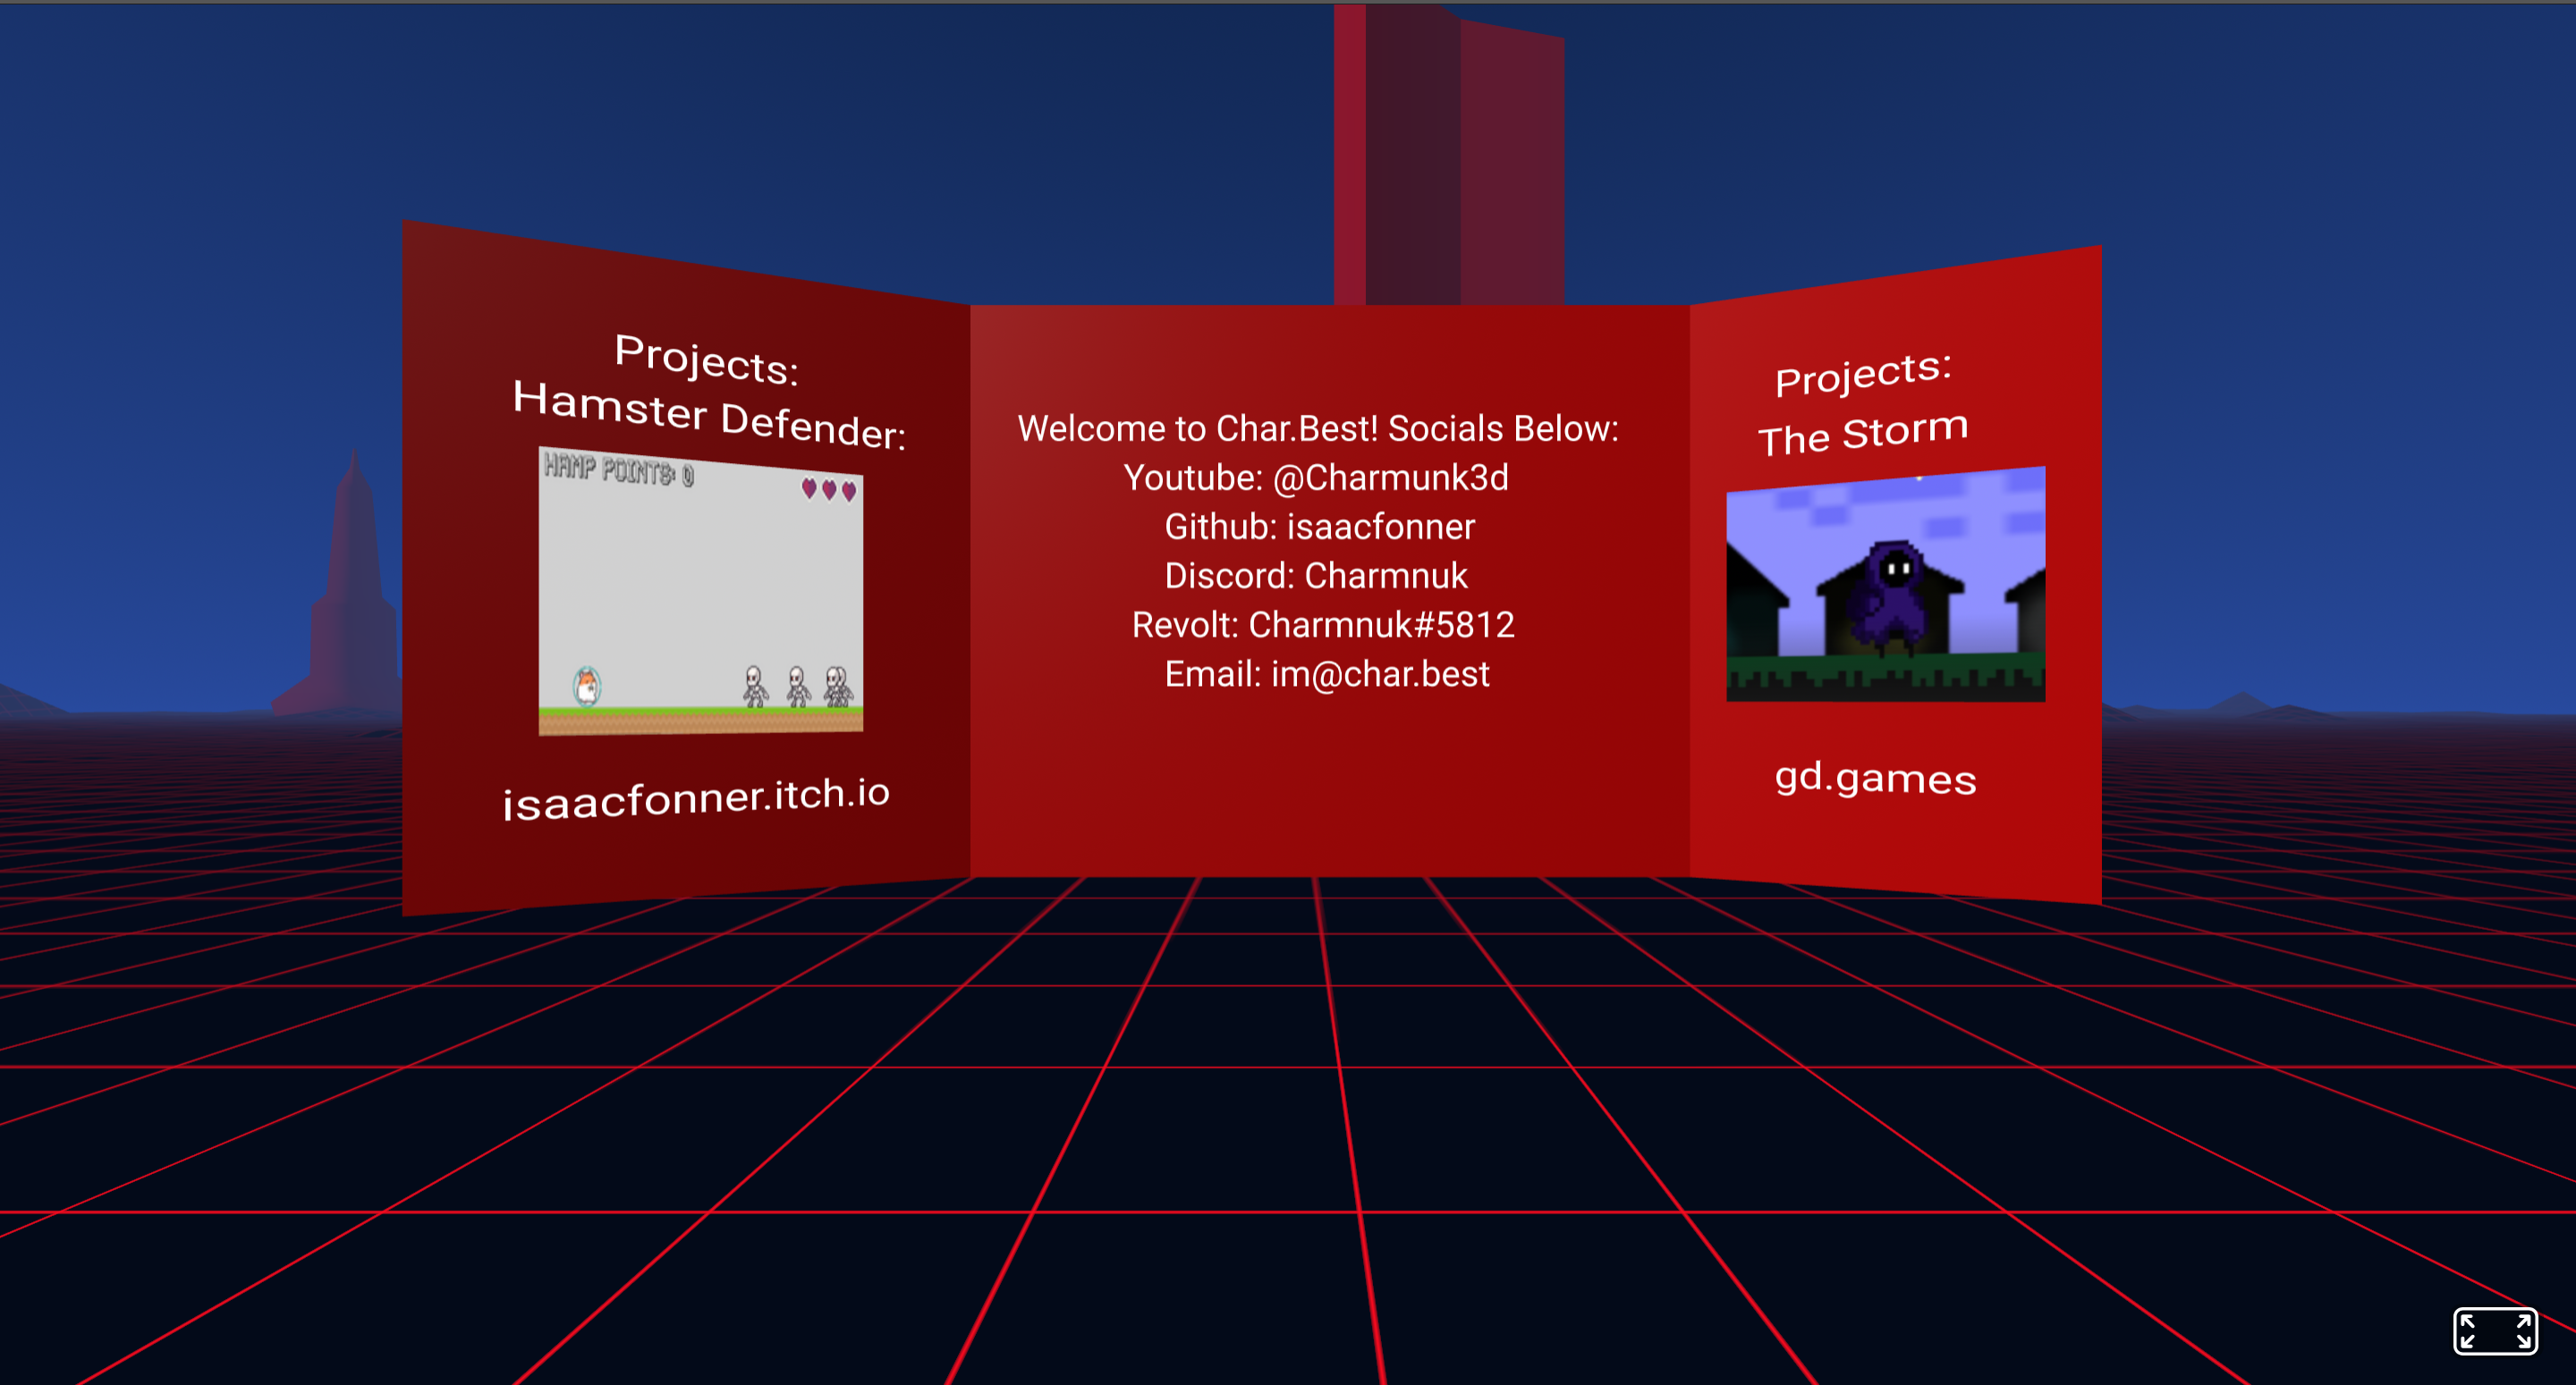 Projects:
Hamster Defender:
HAMP POINTS: 0
isaacfonner.itch.io
Welcome to Char.Best! Socials Below:
Youtube: @Charmunk3d
Github: isaacfonner
Discord: Charmnuk
Revolt: Charmnuk#5812
Email: im@char.best
Projects:
The Storm
gd.games